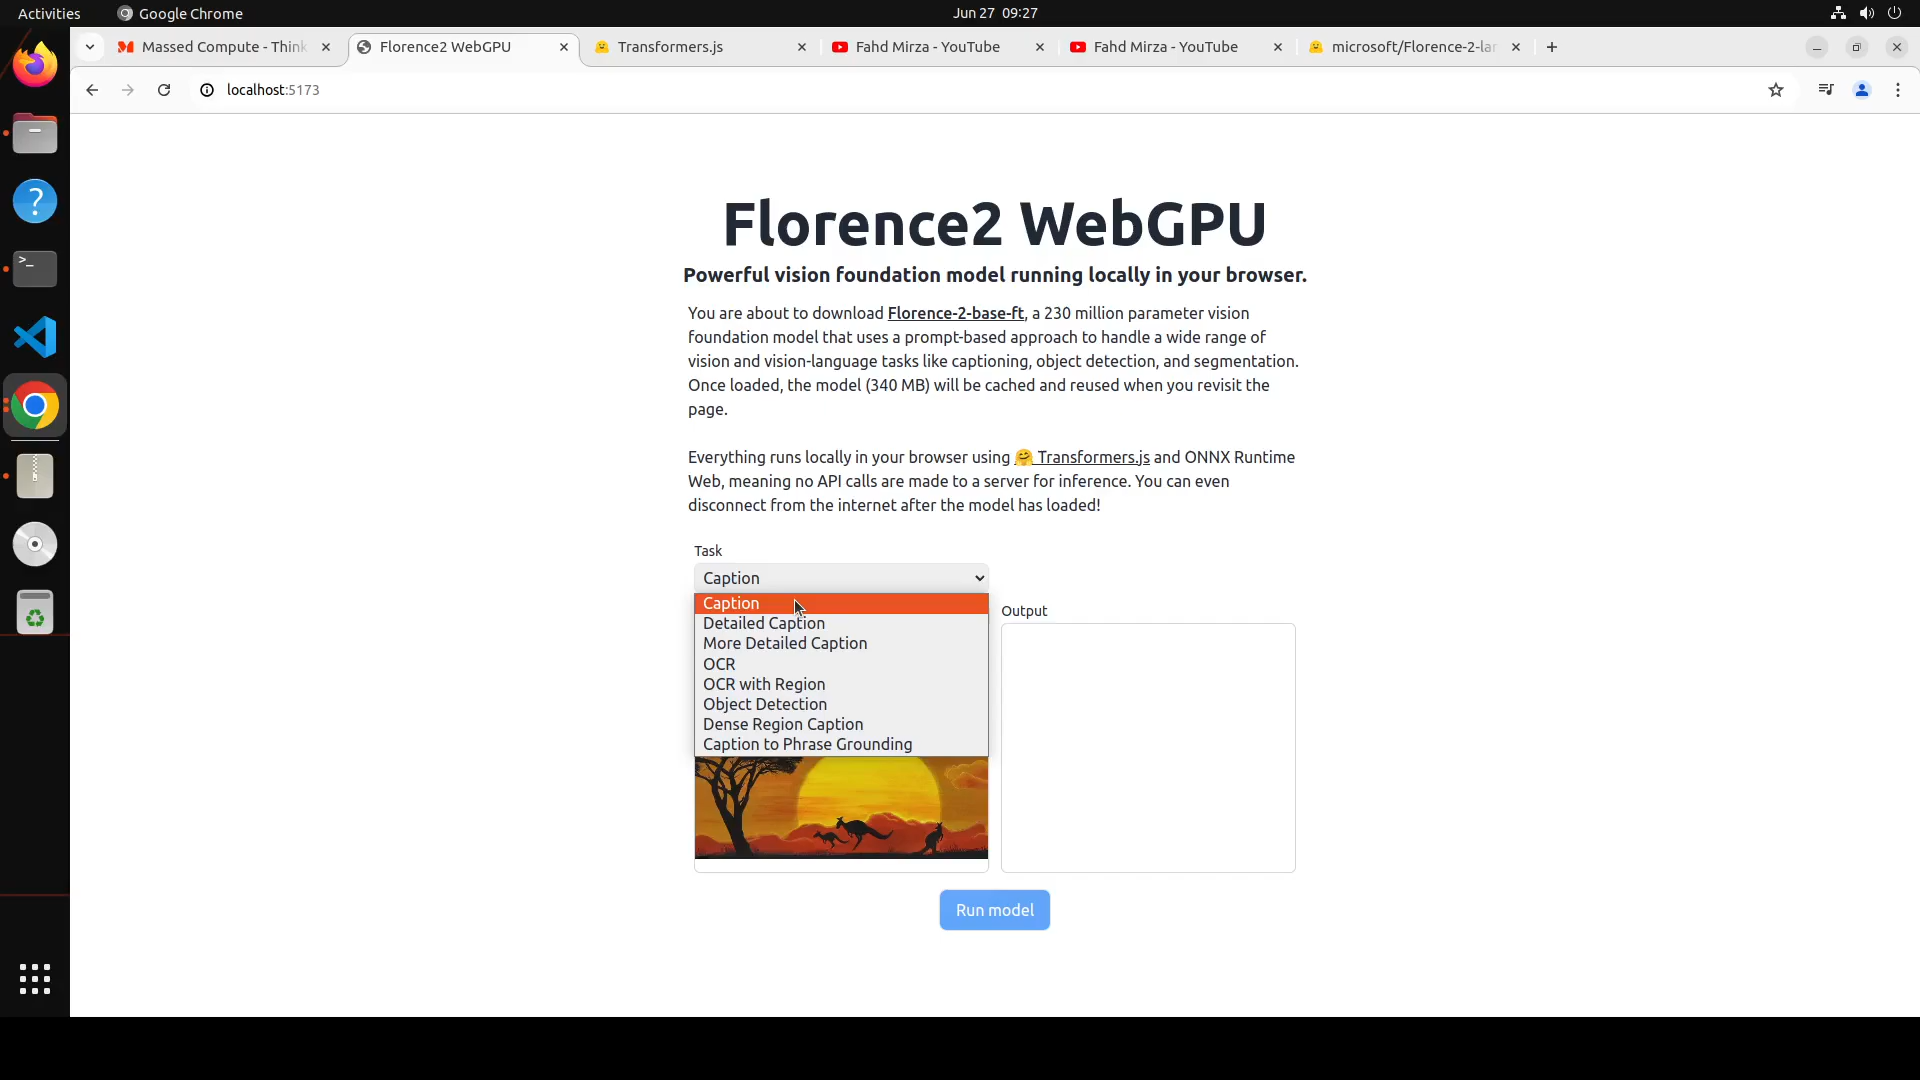 Activities
Google Chrome
Jun 27 09:27
Massed Compute - Think
Florence2 WebGPU
Transformers.js
Fahd Mirza - YouTube
Fahd Mirza - YouTube
microsoft/Florence-2-lar
localhost:5173
Florence2 WebGPU
Powerful vision foundation model running locally in your browser.
You are about to download Florence-2-base-ft, a 230 million parameter vision
foundation model that uses a prompt-based approach to handle a wide range of
vision and vision-language tasks like captioning, object detection, and segmentation.
Once loaded, the model (340 MB) will be cached and reused when you revisit the
page.
Everything runs locally in your browser using 🤗 Transformers.js and ONNX Runtime
Web, meaning no API calls are made to a server for inference. You can even
disconnect from the internet after the model has loaded!
Task
Caption
Caption
Detailed Caption
More Detailed Caption
OCR
OCR with Region
Object Detection
Dense Region Caption
Caption to Phrase Grounding
Output
Run model